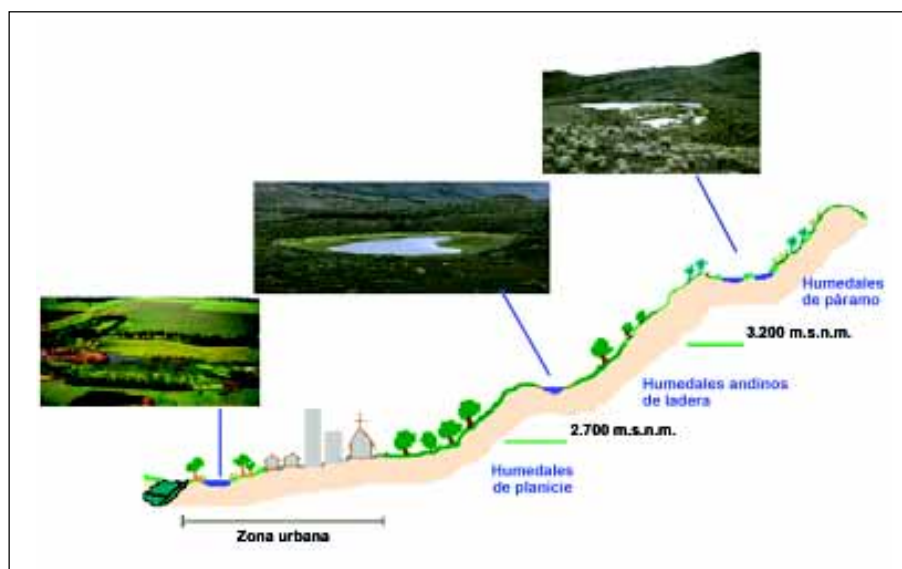 Humedales
de páramo
3.200 m.s.n.m.
Humedales andinos
de ladera
2.700 m.s.n.m.
Humedales
de planicie
Zona urbana